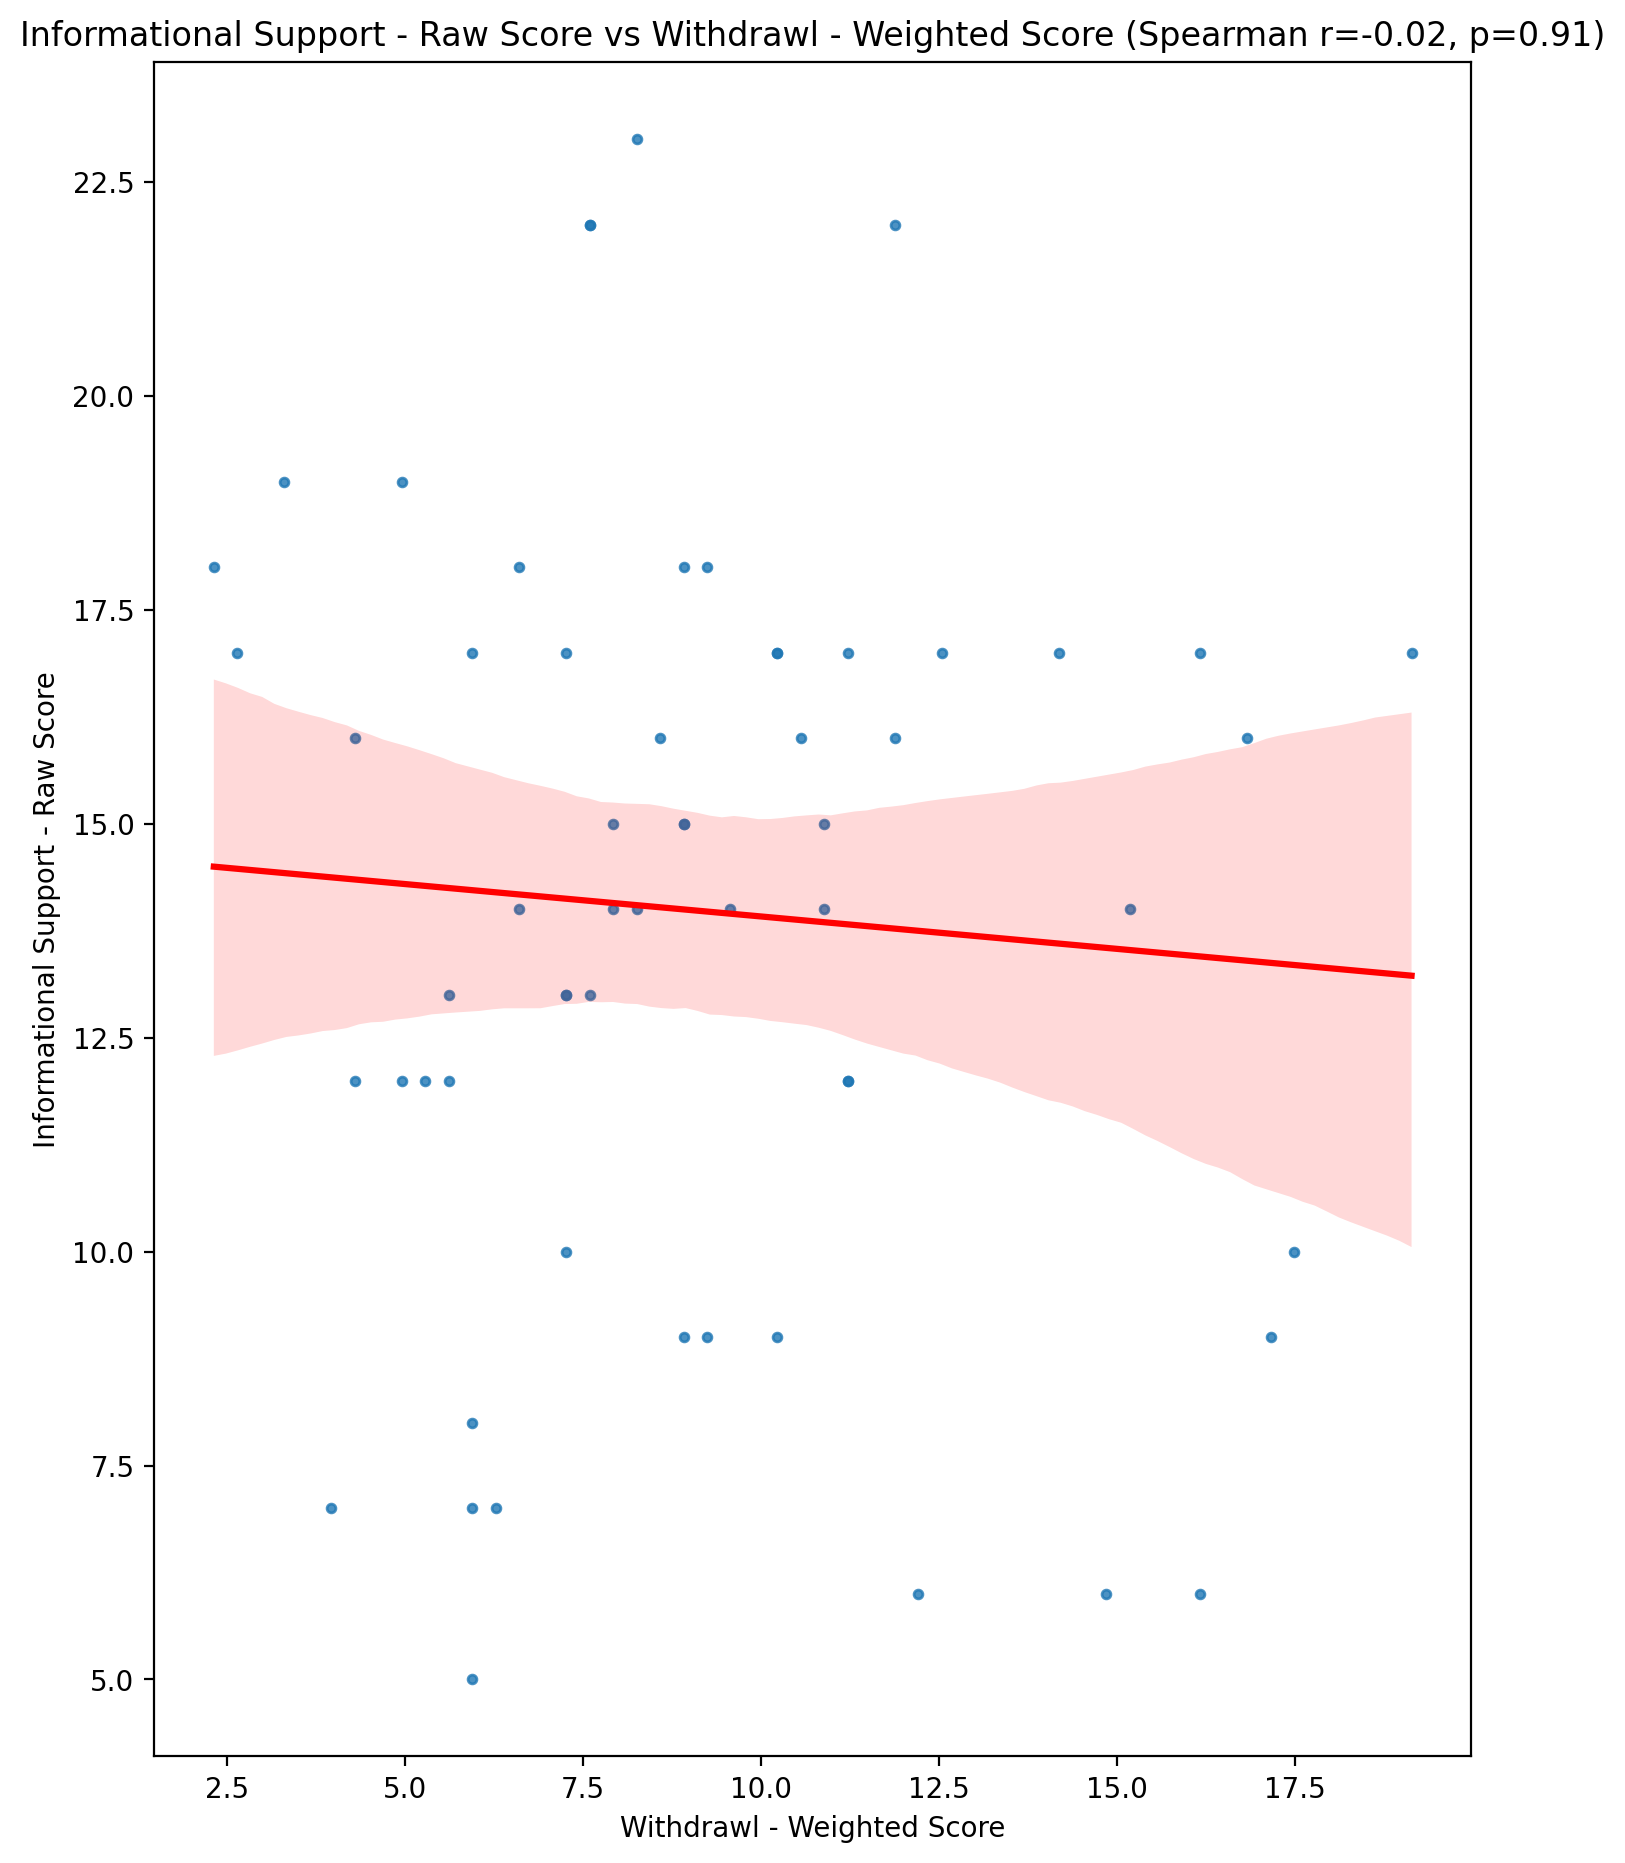 Informational Support - Raw Score vs Withdrawl - Weighted Score (Spearman r=-0.02, p=0.91)
22.5
20.0
17.5
15.0
12.5
10.0
7.5
5.0
Informational Support - Raw Score
2.5 5.0 7.5 10.0 12.5 15.0 17.5
Withdrawl - Weighted Score